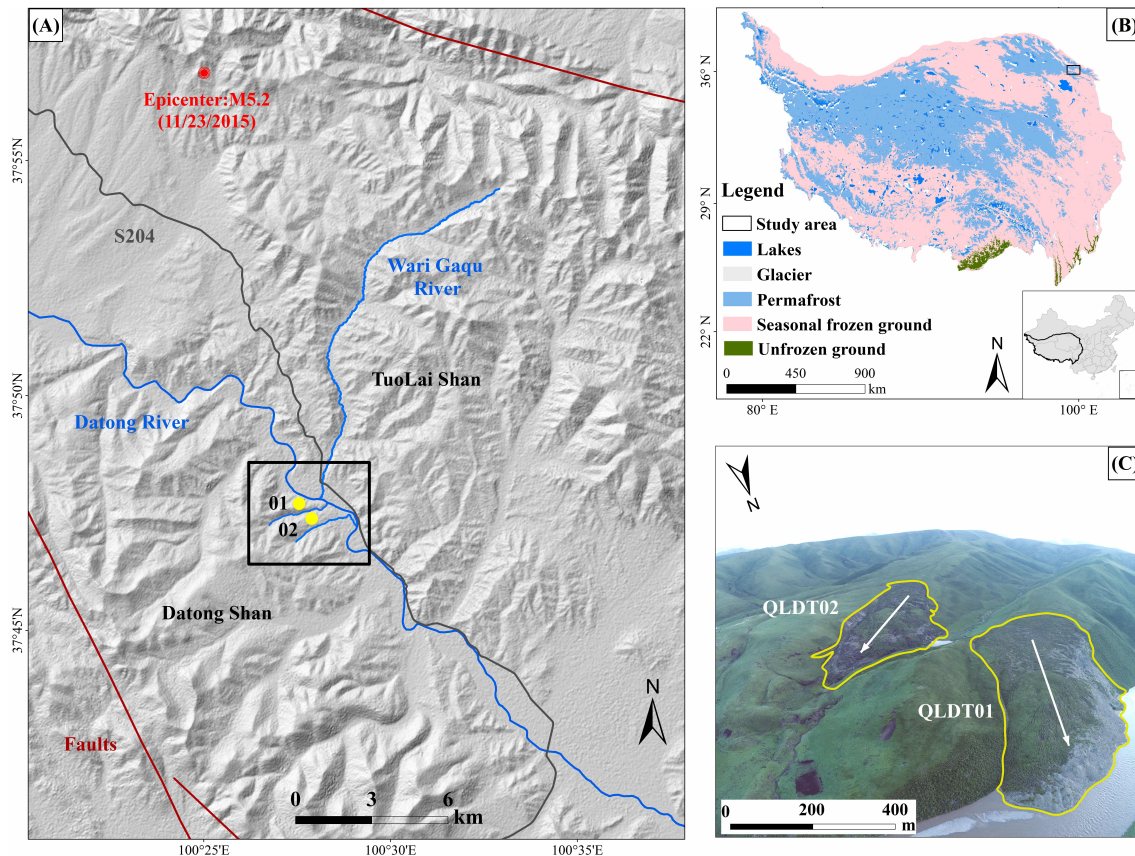 (A)
Epicenter:M5.2
(11/23/2015)
S204
Wari Gaqu
River
TuoLai Shan
Datong River
01
02
Datong Shan
Faults
N
0 3 6
km
37°55'N
37°50'N
37°45'N
100°25'E
100°30'E
100°35'E
(B)
36° N
29° N
22° N
Legend
Study area
Lakes
Glacier
Permafrost
Seasonal frozen ground
Unfrozen ground
0 450 900
km
N
80° E
100° E
(C)
N
QLDT02
QLDT01
0 200 400
m